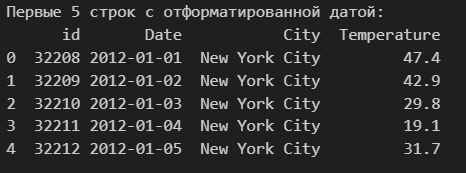 Первые 5 строк с отформатированной датой:
id Date City Temperature
0 32208 2012-01-01 New York City 47.4
1 32209 2012-01-02 New York City 42.9
2 32210 2012-01-03 New York City 29.8
3 32211 2012-01-04 New York City 19.1
4 32212 2012-01-05 New York City 31.7